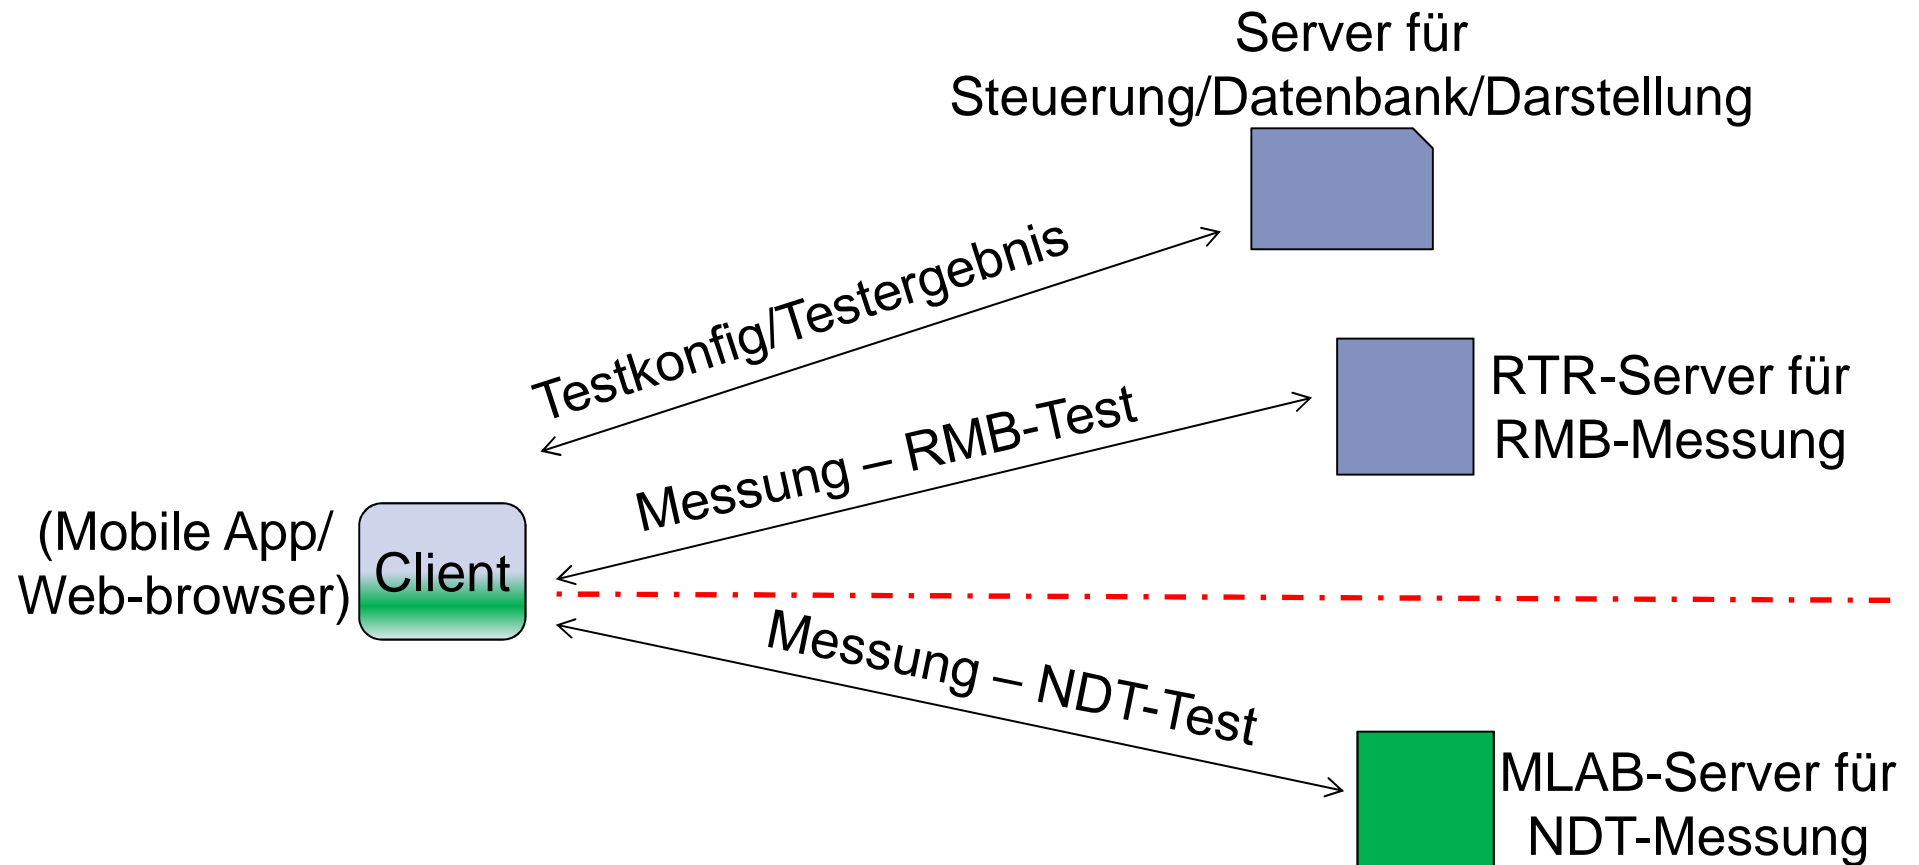 Server für
Steuerung/Datenbank/Darstellung
Testkonfig/Testergebnis
RTR-Server für
RMB-Messung
Messung – RMB-Test
(Mobile App/
Web-browser)
Client
Messung – NDT-Test
MLAB-Server für
NDT-Messung